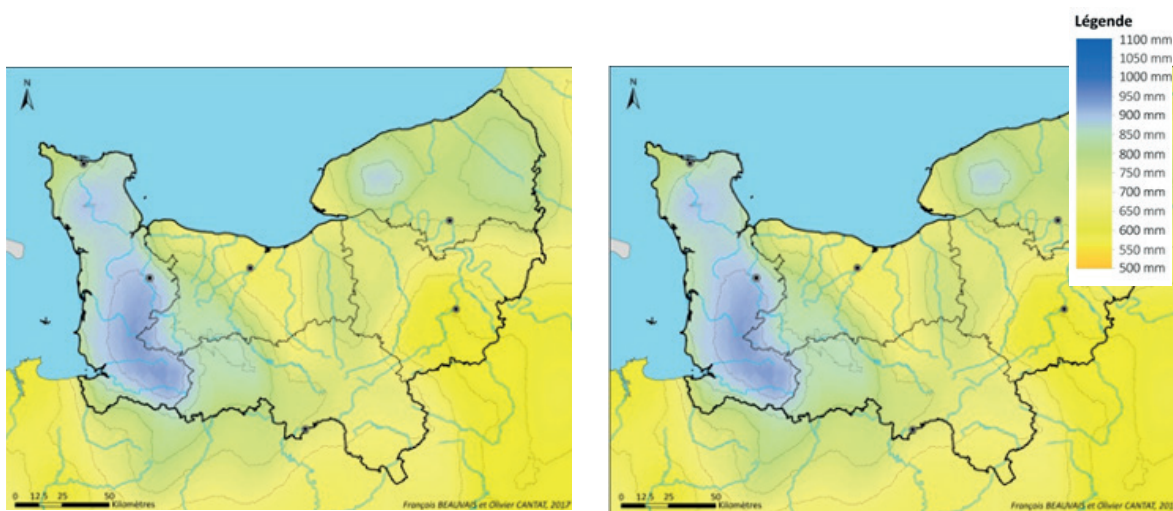 Légende
1100 mm
1050 mm
1000 mm
950 mm
900 mm
850 mm
800 mm
750 mm
700 mm
650 mm
600 mm
550 mm
500 mm
N
0 12,5 25 50
Kilomètres
François BEAUVAIS et Olivier CANTAT, 2017
N
0 12,5 25 50
Kilomètres
François BEAUVAIS et Olivier CANTAT, 201